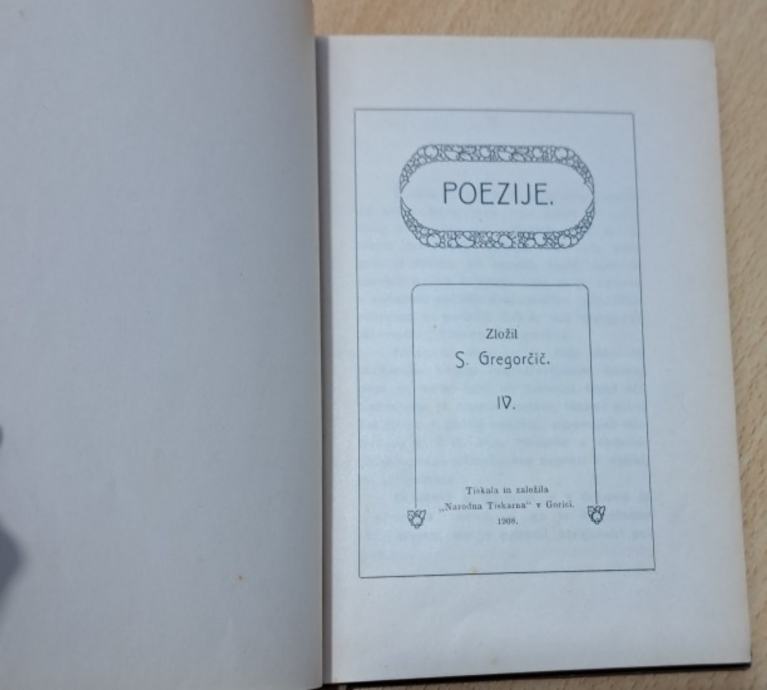 POEZIJE.
Zložil
S. Gregorčič.
IV.
Tiskala in založila
„Narodna Tiskarna“ v Gorici.
1908.